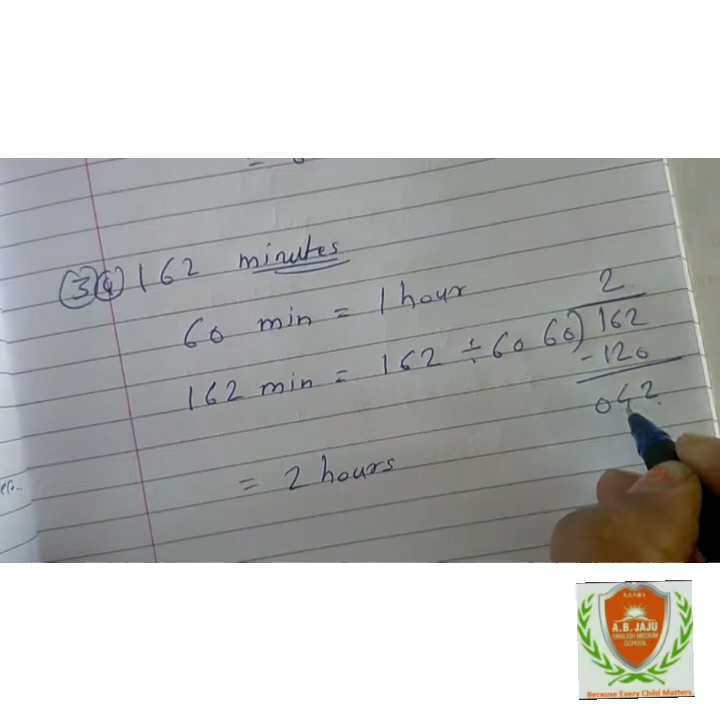 ③ ④ 162 minutes
60 min = 1 hour
162 min = 162 ÷ 60
2
60)162
-120
042
= 2 hours
A.B. JAJU
ENGLISH MEDIUM
SCHOOL
Because Every Child Matters